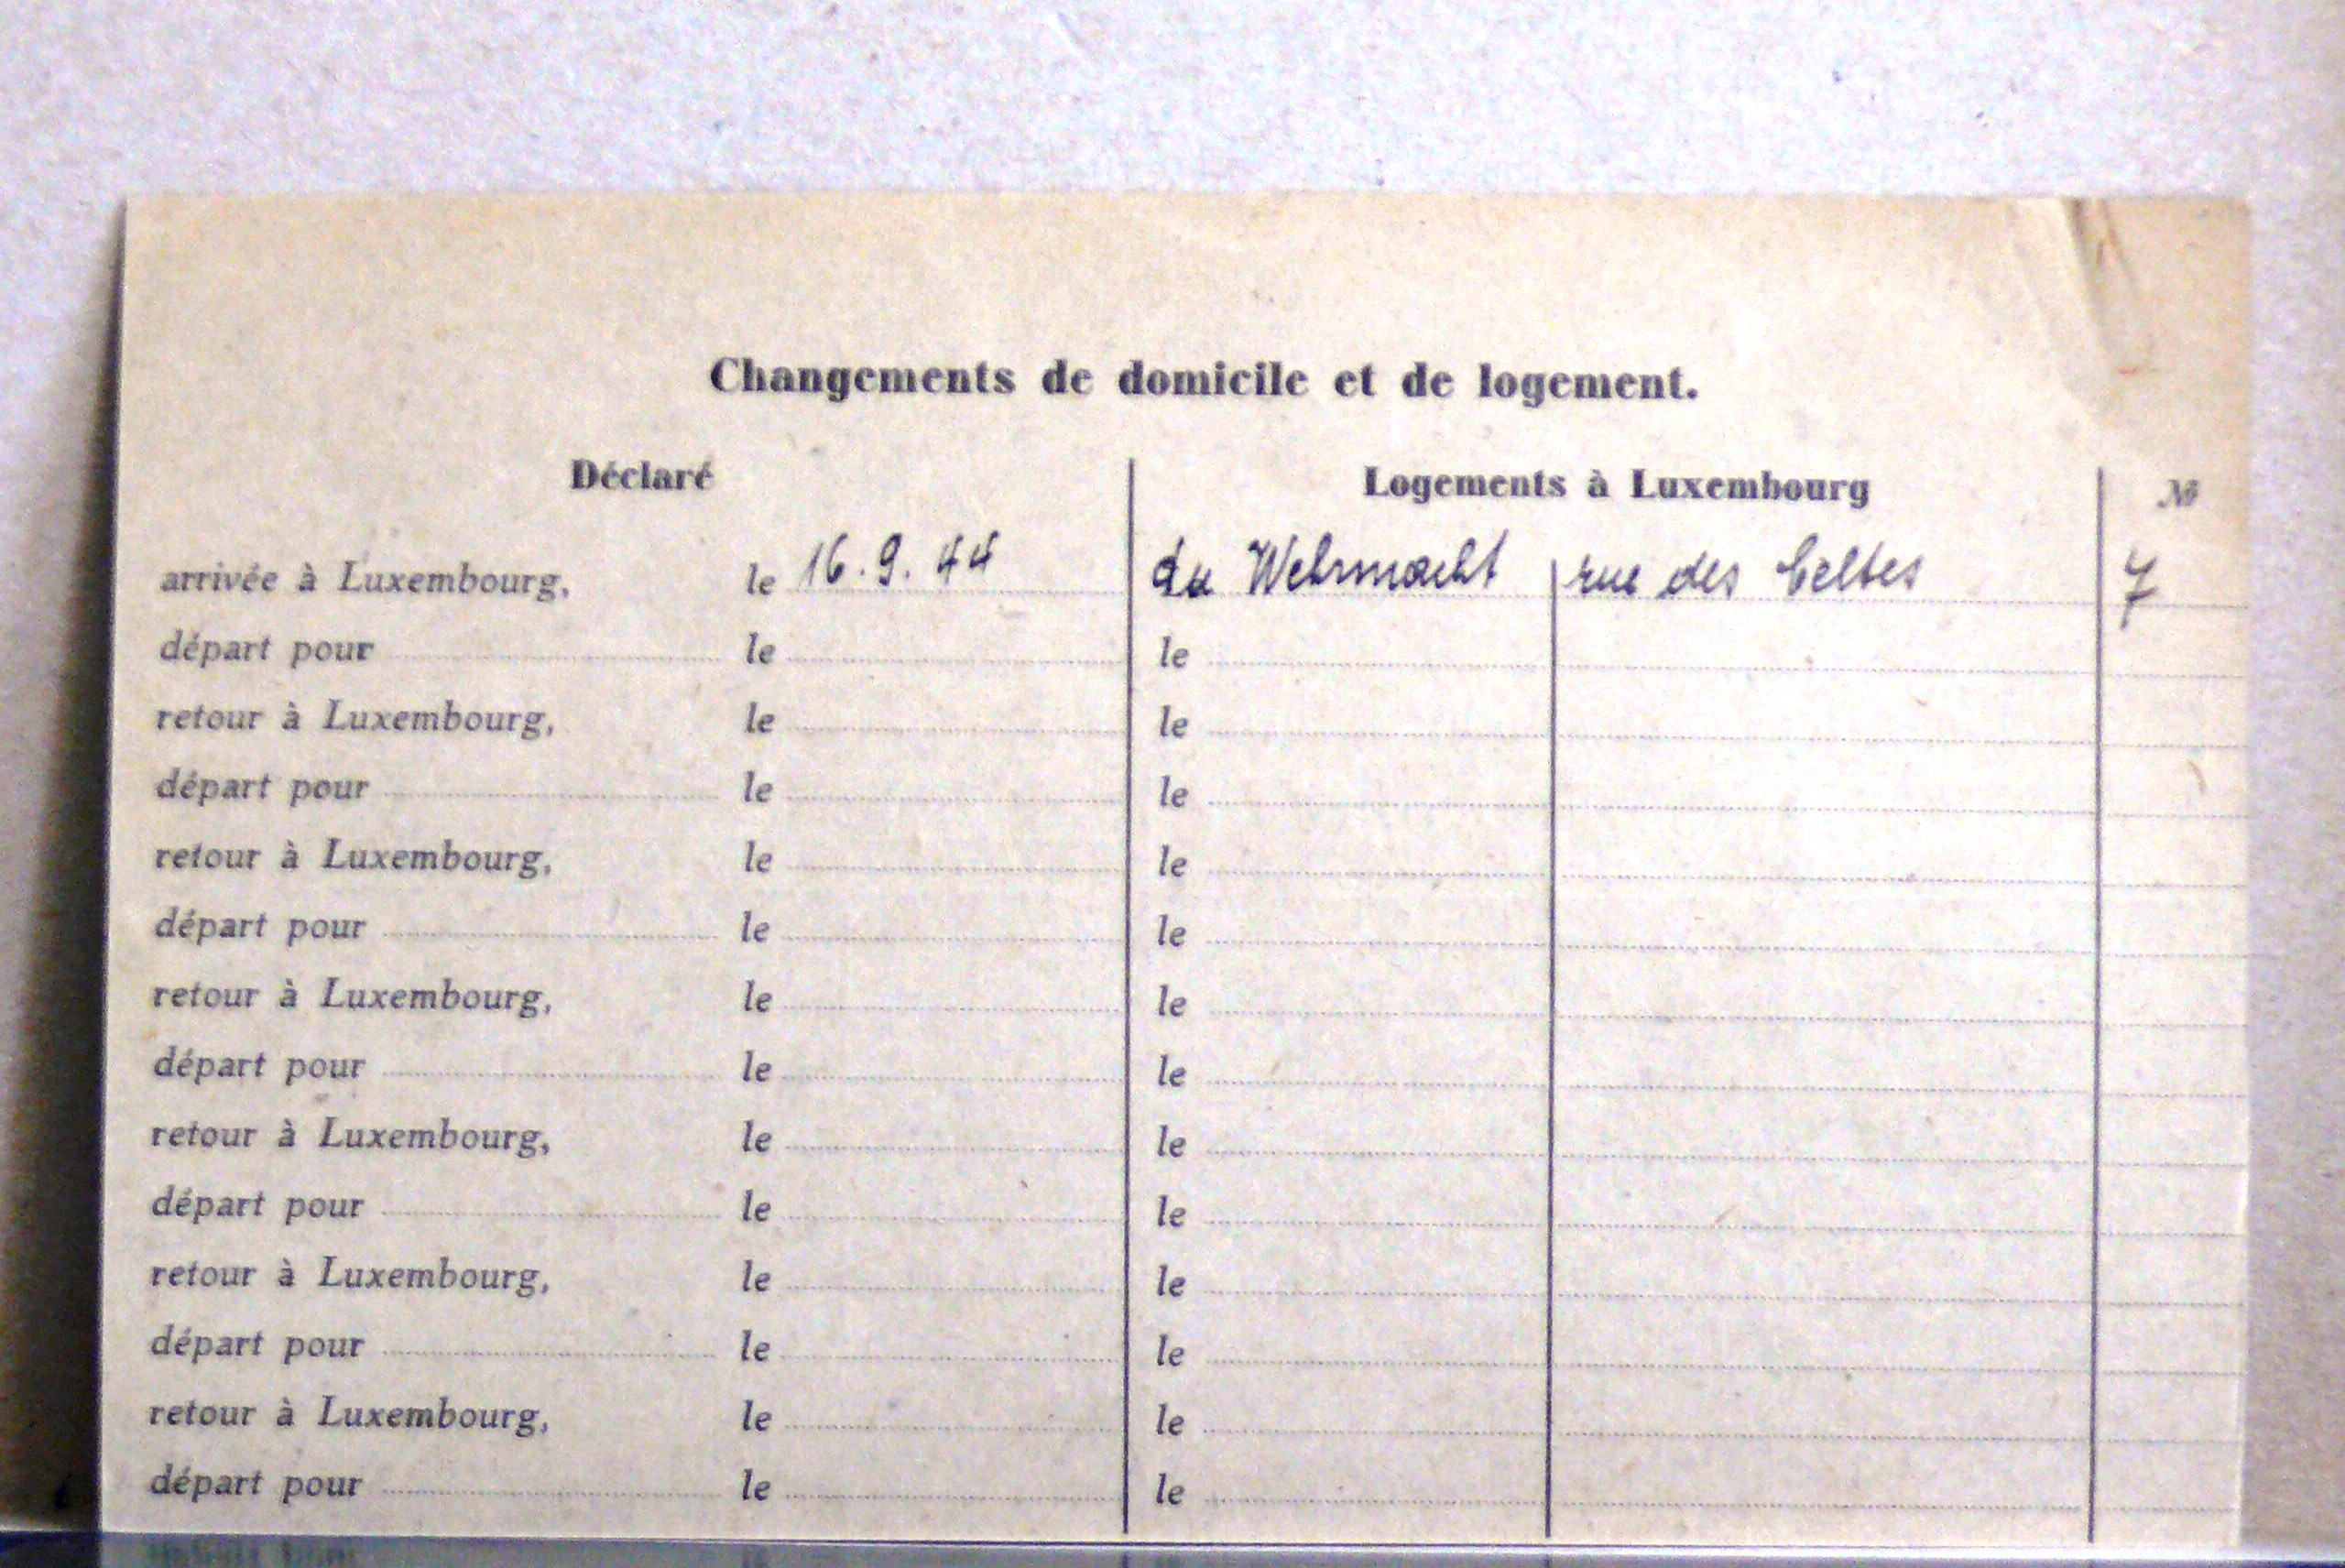 Changements de domicile et de logement.
Déclaré Logements à Luxembourg №
arrivée à Luxembourg, le 16.9.44 du Wehrmacht rue des Celtes 7
départ pour le le
retour à Luxembourg, le le
départ pour le le
retour à Luxembourg, le le
départ pour le le
retour à Luxembourg, le le
départ pour le le
retour à Luxembourg, le le
départ pour le le
retour à Luxembourg, le le
départ pour le le
retour à Luxembourg, le le
départ pour le le